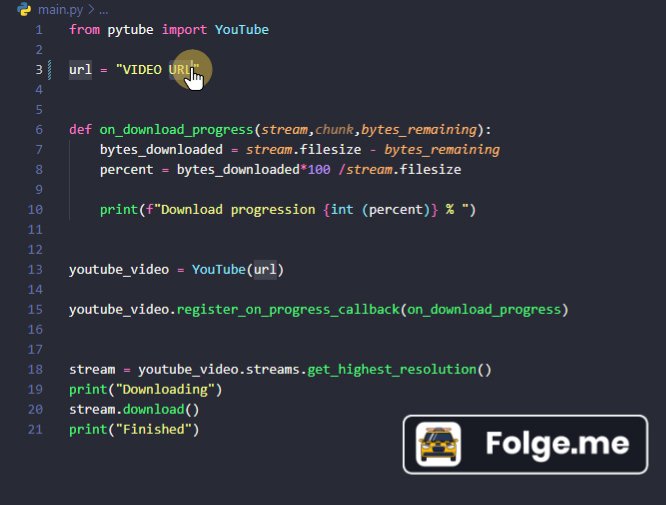 main.py > ...
1 from pytube import YouTube
2
3 url = "VIDEO URL"
4
5
6 def on_download_progress(stream,chunk,bytes_remaining):
7 bytes_downloaded = stream.filesize - bytes_remaining
8 percent = bytes_downloaded*100 /stream.filesize
9
10 print(f"Download progression {int (percent)} % ")
11
12
13 youtube_video = YouTube(url)
14
15 youtube_video.register_on_progress_callback(on_download_progress)
16
17
18 stream = youtube_video.streams.get_highest_resolution()
19 print("Downloading")
20 stream.download()
21 print("Finished")
Folge.me